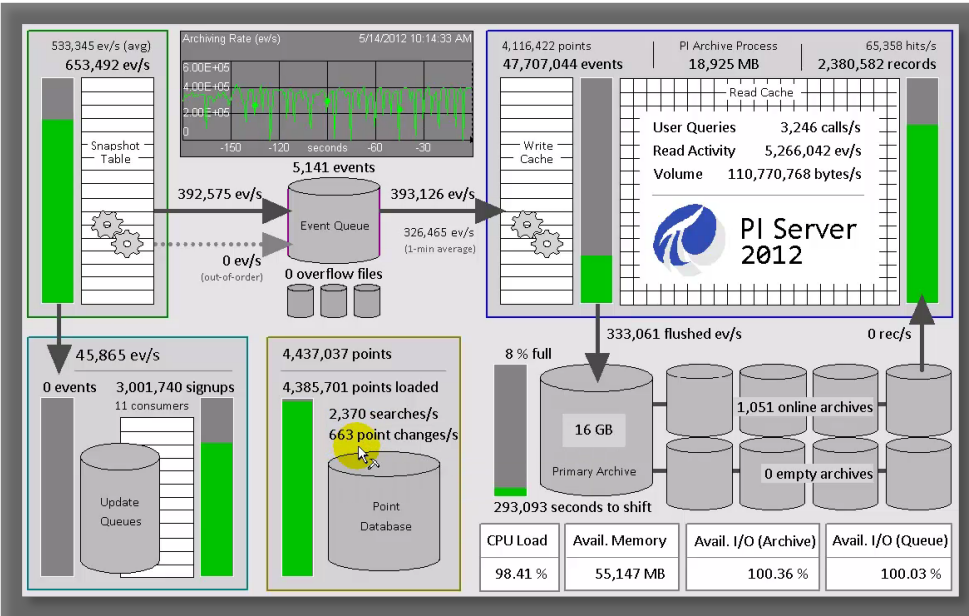 533,345 ev/s (avg)
653,492 ev/s
Snapshot
Table
Archiving Rate (ev/s)
5/14/2012 10:14:33 AM
6.00E+05
4.00E+05
2.00E+05
0
-150
-120
seconds
-60
-30
5,141 events
392,575 ev/s
393,126 ev/s
Event Queue
326,465 ev/s
(1-min average)
0 ev/s
(out-of-order)
0 overflow files
4,116,422 points
PI Archive Process
65,358 hits/s
47,707,044 events
18,925 MB
2,380,582 records
Write
Cache
Read Cache
User Queries 3,246 calls/s
Read Activity 5,266,042 ev/s
Volume 110,770,768 bytes/s
PI Server
2012
45,865 ev/s
0 events
3,001,740 signups
11 consumers
Update
Queues
4,437,037 points
4,385,701 points loaded
2,370 searches/s
663 point changes/s
Point
Database
333,061 flushed ev/s
0 rec/s
8 % full
16 GB
Primary Archive
1,051 online archives
0 empty archives
293,093 seconds to shift
CPU Load
Avail. Memory
Avail. I/O (Archive)
Avail. I/O (Queue)
98.41 %
55,147 MB
100.36 %
100.03 %